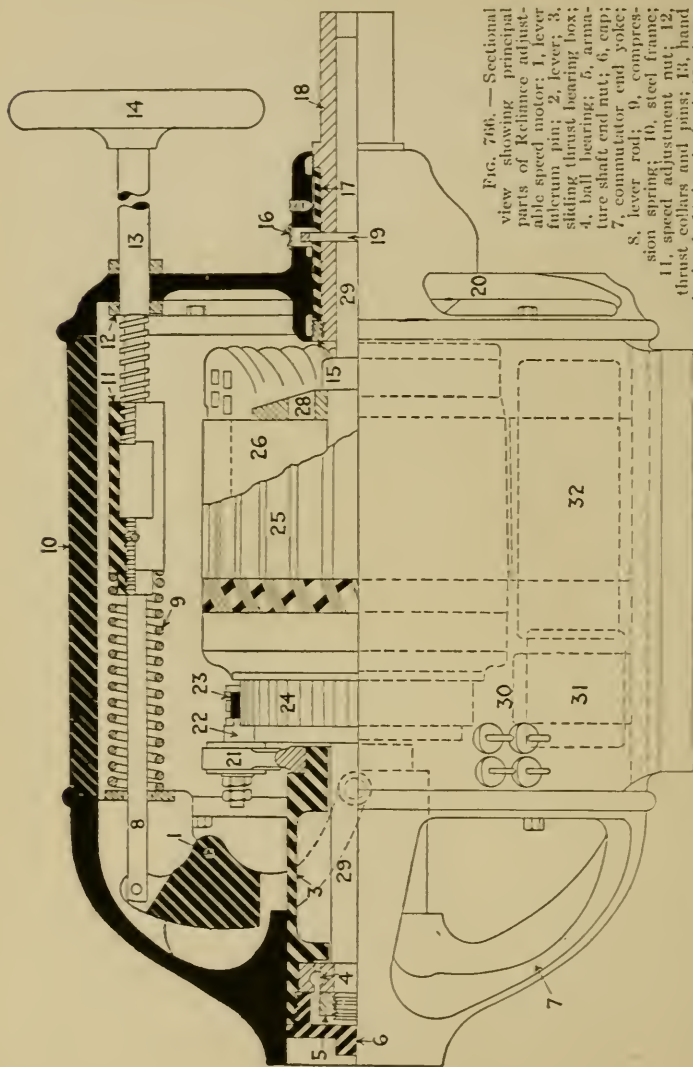 10
14
13
12
11
9
8
1
18
17
16
19
29
15
28
26
25
23
24
22
21
3
29
4
5
6
20
32
30
31
7
FIG. 766. — Sectional
view showing principal
parts of Reliance adjust-
able speed motor: 1, lever
fulcrum pin; 2, lever; 3,
sliding thrust bearing box;
4, ball bearing; 5, arma-
ture shaft end nut; 6, cap;
7, commutator end yoke;
8, lever rod; 9, compres-
sion spring; 10, steel frame;
11, speed adjustment nut; 12,
thrust collars and pins; 13, hand